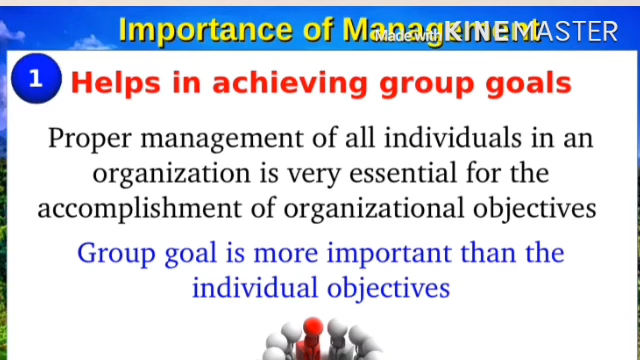 Importance of Management
Made with KINEMASTER
1
Helps in achieving group goals
Proper management of all individuals in an
organization is very essential for the
accomplishment of organizational objectives
Group goal is more important than the
individual objectives